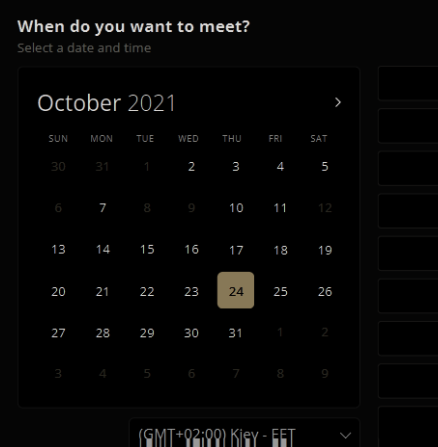 When do you want to meet?
Select a date and time
October 2021
SUN MON TUE WED THU FRI SAT
30 31 1 2 3 4 5
6 7 8 9 10 11 12
13 14 15 16 17 18 19
20 21 22 23 24 25 26
27 28 29 30 31 1 2
3 4 5 6 7 8 9
(GMT+02:00) Kiev - EET